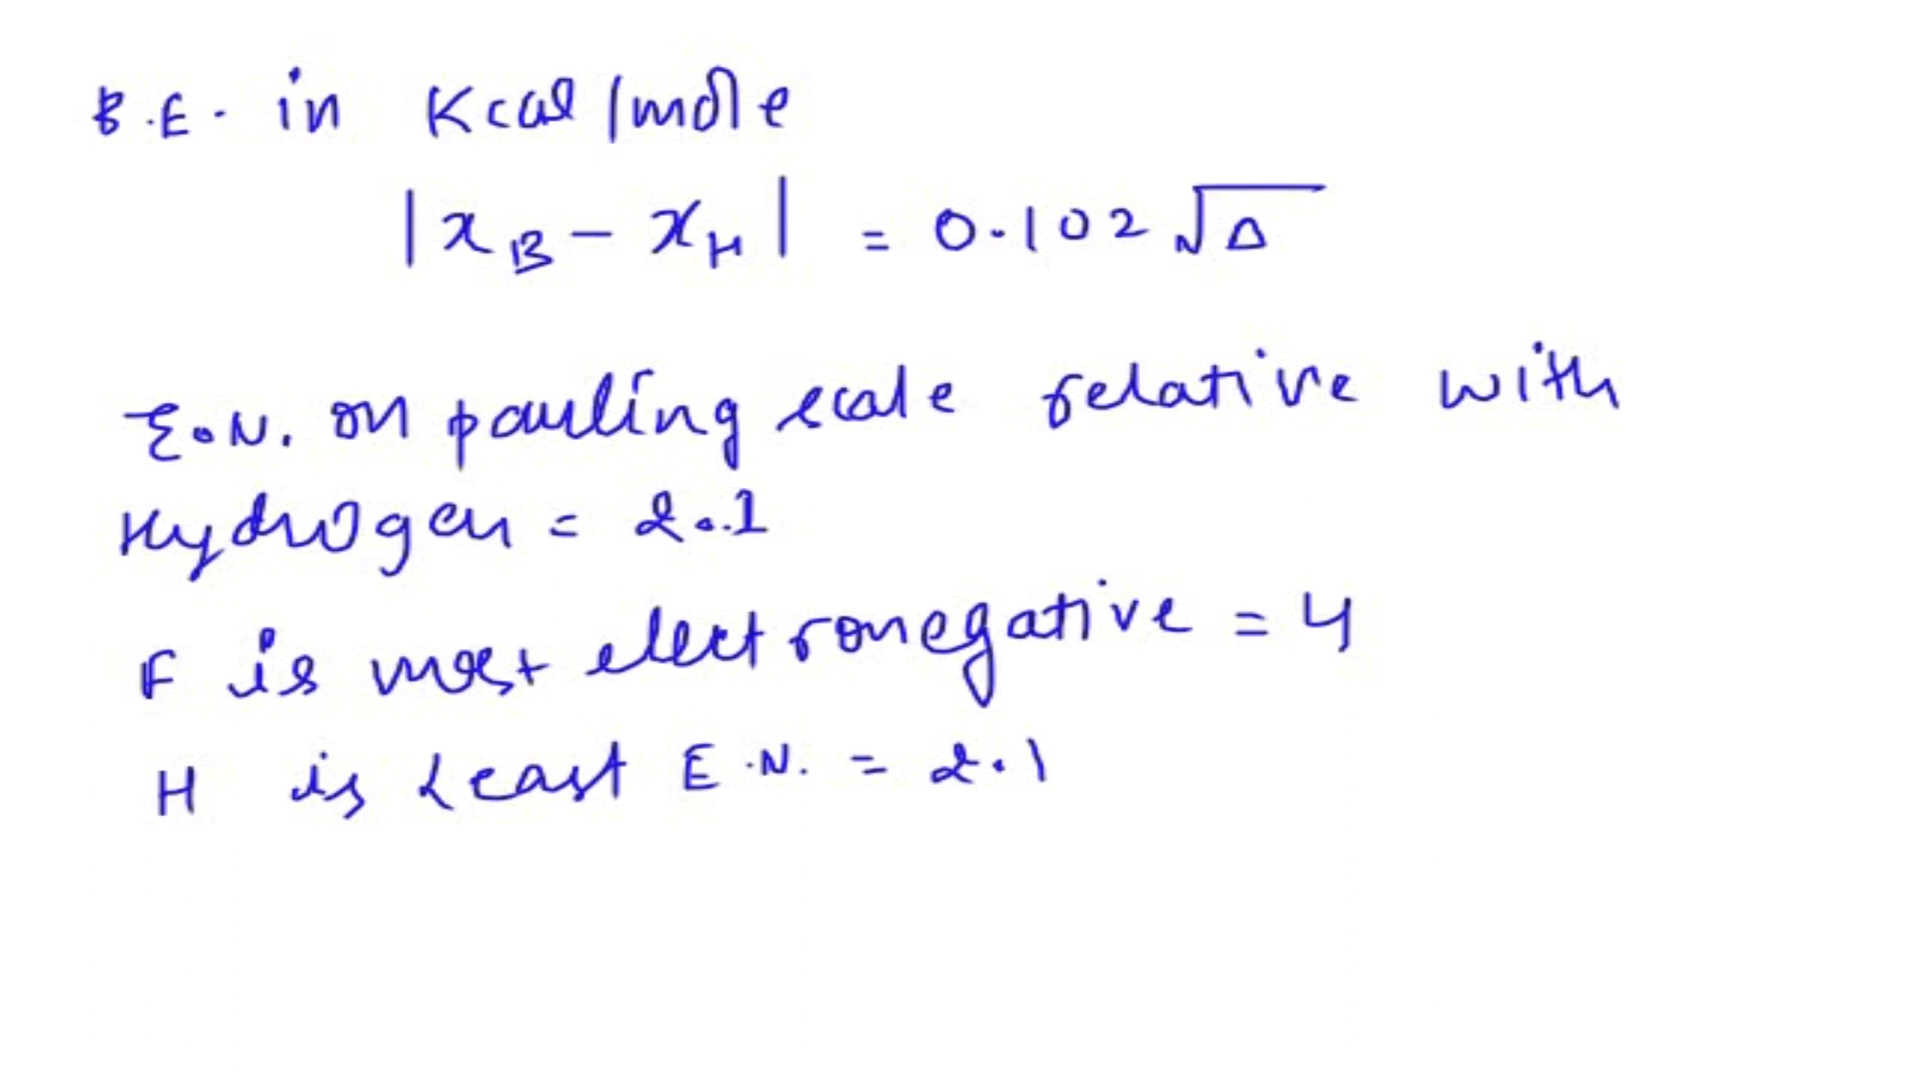 B.E. in Kcal/mole
|x_B - x_H| = 0.102 √Δ
E.N. on pauling scale relative with
Hydrogen = 2.1
F is most electronegative = 4
H is Least E.N. = 2.1